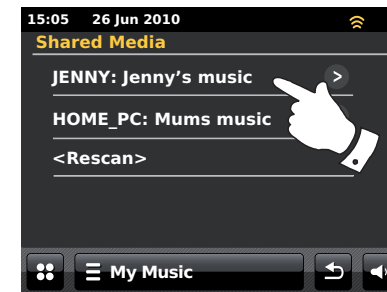 15:05 26 Jun 2010
Shared Media
JENNY: Jenny's music
HOME_PC: Mums music
<Rescan>
My Music